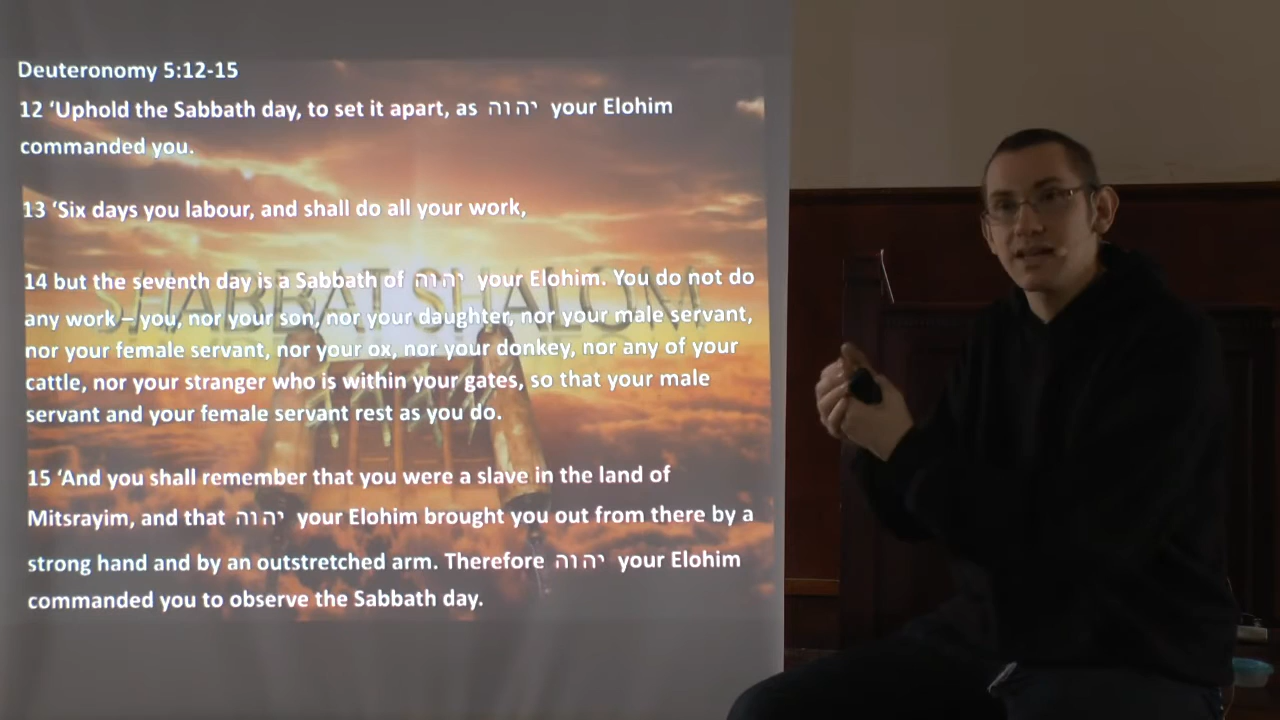 Deuteronomy 5:12-15
12 ‘Uphold the Sabbath day, to set it apart, as יהוה your Elohim
commanded you.
13 ‘Six days you labour, and shall do all your work,
14 but the seventh day is a Sabbath of יהוה your Elohim. You do not do
any work – you, nor your son, nor your daughter, nor your male servant,
nor your female servant, nor your ox, nor your donkey, nor any of your
cattle, nor your stranger who is within your gates, so that your male
servant and your female servant rest as you do.
15 ‘And you shall remember that you were a slave in the land of
Mitsrayim, and that יהוה your Elohim brought you out from there by a
strong hand and by an outstretched arm. Therefore יהוה your Elohim
commanded you to observe the Sabbath day.
SHABBAT SHALOM